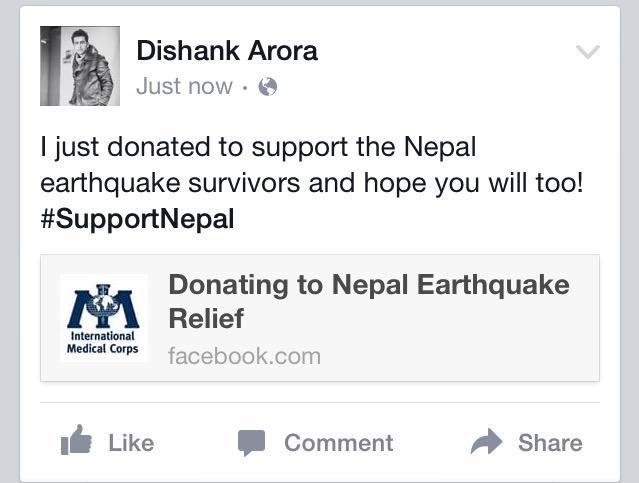 Dishank Arora
Just now ·
I just donated to support the Nepal
earthquake survivors and hope you will too!
#SupportNepal
International
Medical Corps
Donating to Nepal Earthquake
Relief
facebook.com
Like Comment Share